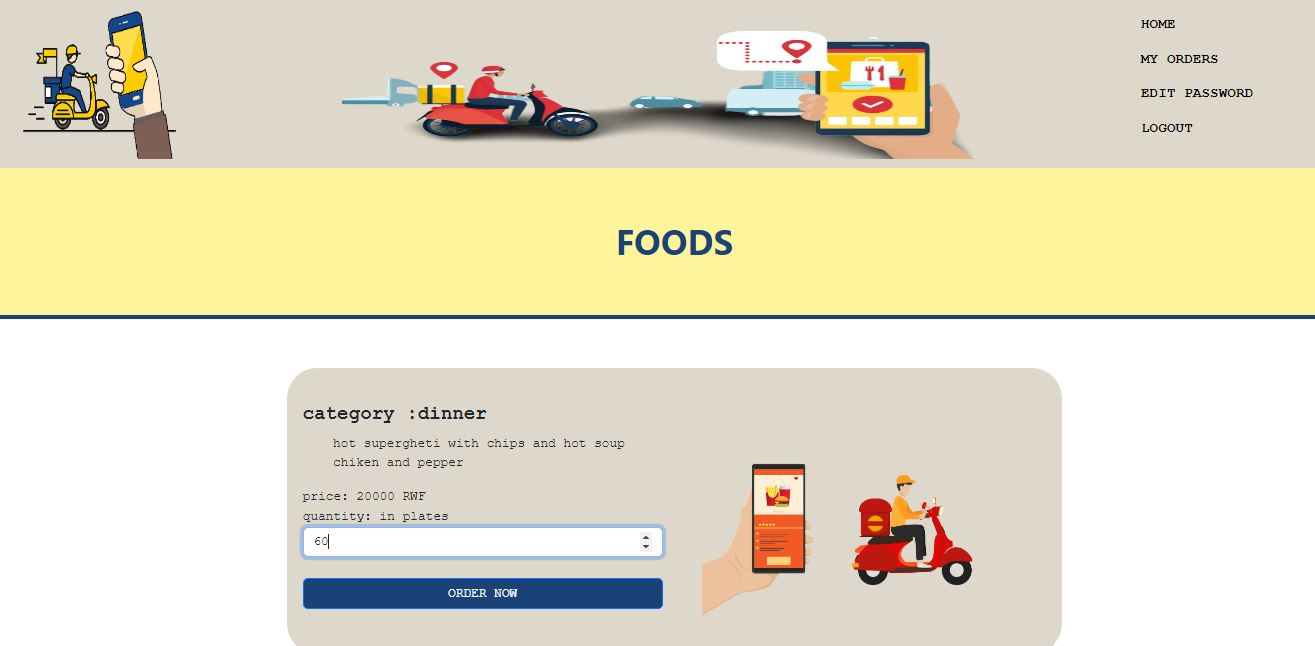 HOME
MY ORDERS
EDIT PASSWORD
LOGOUT
FOODS
category :dinner
hot supergheti with chips and hot soup
chiken and pepper
price: 20000 RWF
quantity: in plates
60
ORDER NOW